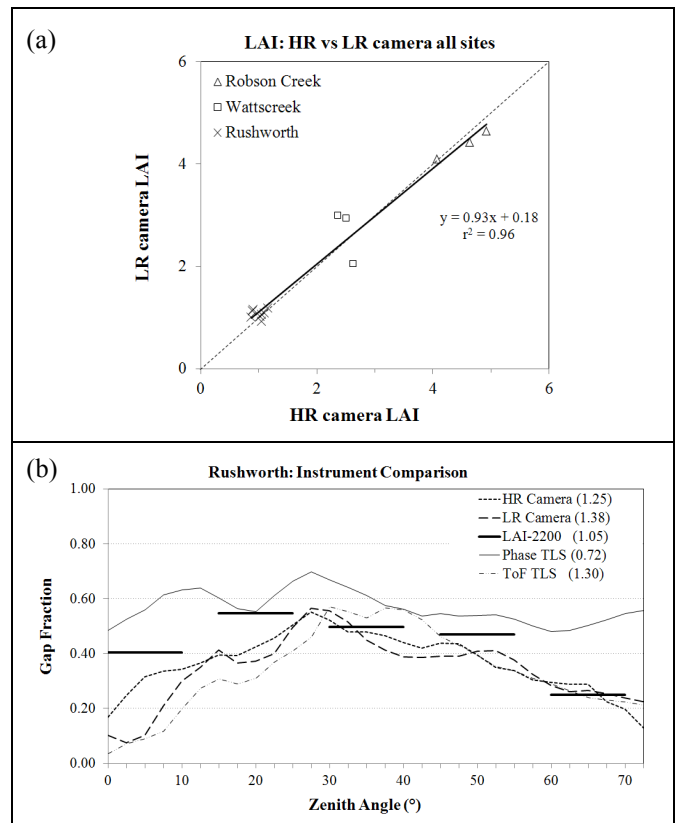 (a)
LAI: HR vs LR camera all sites
6
△ Robson Creek
□ Wattscreek
× Rushworth
4
LR camera LAI
y = 0.93x + 0.18
r² = 0.96
2
0
0 2 4 6
HR camera LAI
(b)
Rushworth: Instrument Comparison
1.00
HR Camera (1.25)
LR Camera (1.38)
LAI-2200 (1.05)
Phase TLS (0.72)
ToF TLS (1.30)
0.80
0.60
Gap Fraction
0.40
0.20
0.00
0 10 20 30 40 50 60 70
Zenith Angle (°)